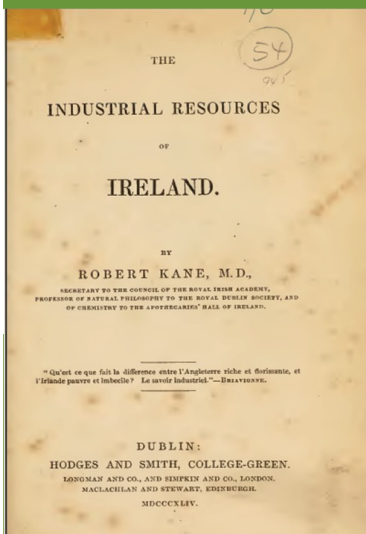 54
THE
INDUSTRIAL RESOURCES
OF
IRELAND.
BY
ROBERT KANE, M.D.,
SECRETARY TO THE COUNCIL OF THE ROYAL IRISH ACADEMY,
PROFESSOR OF NATURAL PHILOSOPHY TO THE ROYAL DUBLIN SOCIETY, AND
OF CHEMISTRY TO THE APOTHECARIES' HALL OF IRELAND.
"Qu'est ce que fait la difference entre l'Angleterre riche et florissante, et
l'Irlande pauvre et imbecile? Le savoir industriel."—BRIAVIONNE.
DUBLIN:
HODGES AND SMITH, COLLEGE-GREEN.
LONGMAN AND CO., AND SIMPKIN AND CO., LONDON.
MACLACHLAN AND STEWART, EDINBURGH.
MDCCCXLIV.